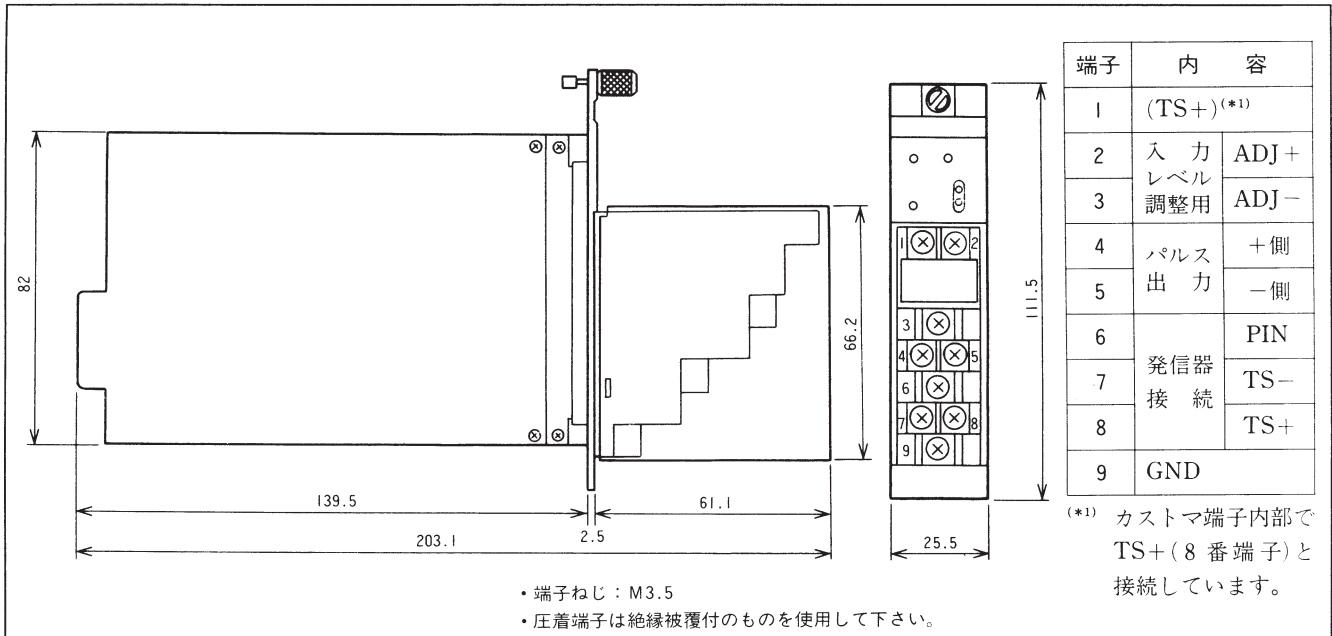 82
139.5
2.5
61.1
203.1
66.2
1
2
3
4
5
6
7
8
9
25.5
111.5
・端子ねじ：M3.5
・圧着端子は絶縁被覆付のものを使用して下さい。
端子 内 容
1 (TS+)(*1)
2 入 力 レベル 調整用 ADJ+
3 ADJ−
4 パルス 出 力 +側
5 −側
6 発信器 接 続 PIN
7 TS−
8 TS+
9 GND
(*1) カストマ端子内部で
TS+(8番端子)と
接続しています。